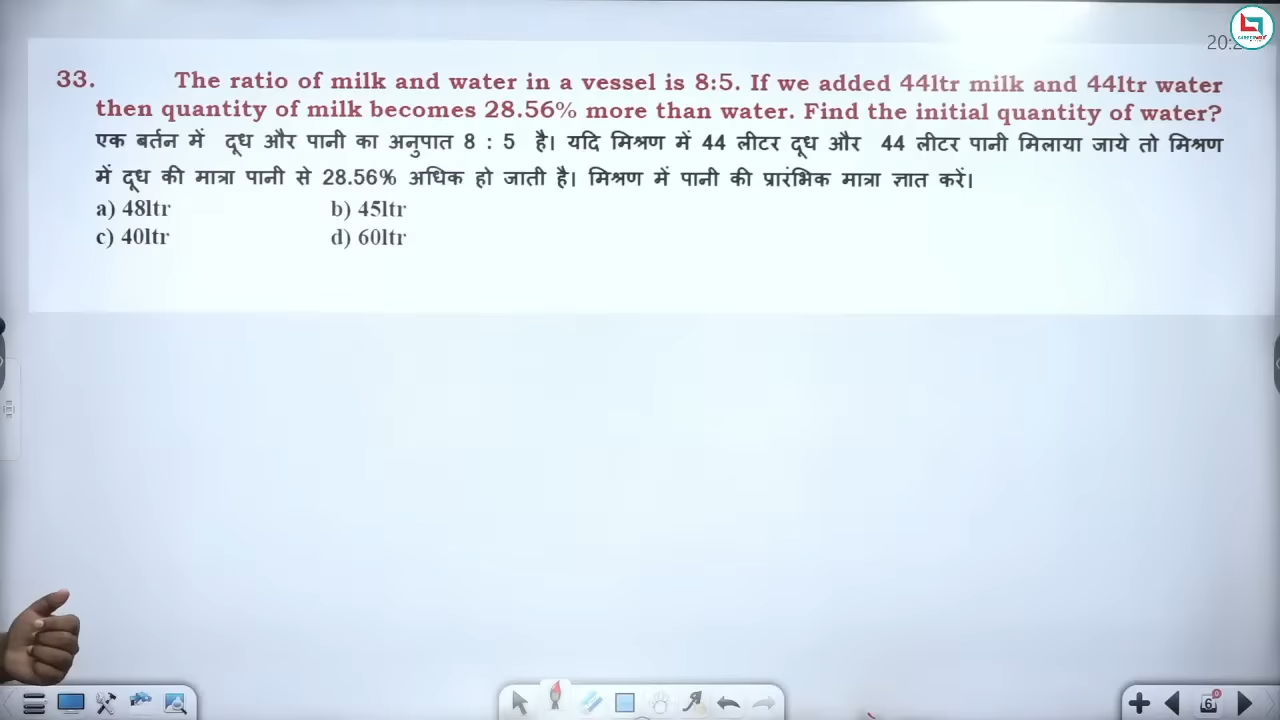 20:2
33. The ratio of milk and water in a vessel is 8:5. If we added 44ltr milk and 44ltr water
then quantity of milk becomes 28.56% more than water. Find the initial quantity of water?
एक बर्तन में दूध और पानी का अनुपात 8 : 5 है। यदि मिश्रण में 44 लीटर दूध और 44 लीटर पानी मिलाया जाये तो मिश्रण
में दूध की मात्रा पानी से 28.56% अधिक हो जाती है। मिश्रण में पानी की प्रारंभिक मात्रा ज्ञात करें।
a) 48ltr b) 45ltr
c) 40ltr d) 60ltr
6